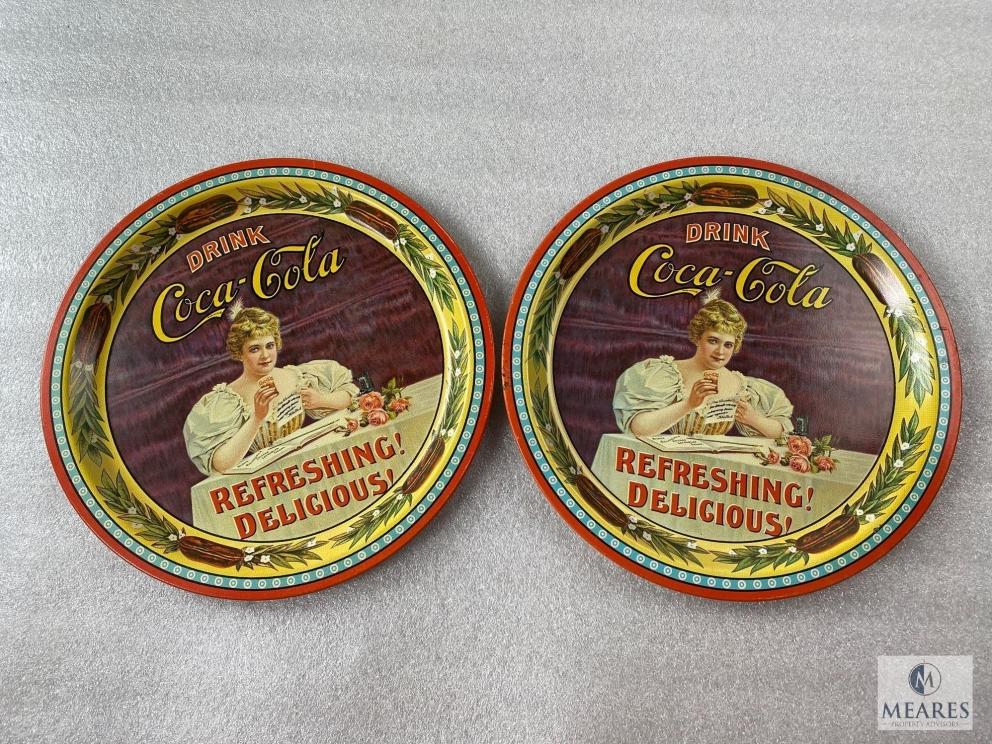 DRINK
Coca-Cola
REFRESHING!
DELICIOUS!
DRINK
Coca-Cola
REFRESHING!
DELICIOUS!
M
MEARES
PROPERTY ADVISORS